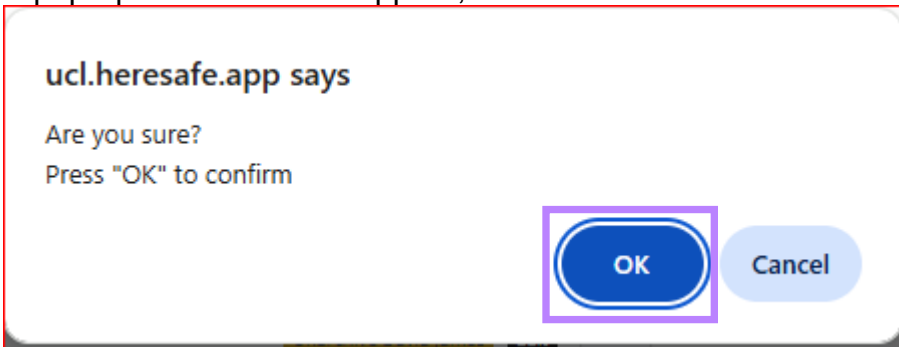 ucl.heresafe.app says
Are you sure?
Press "OK" to confirm
OK
Cancel